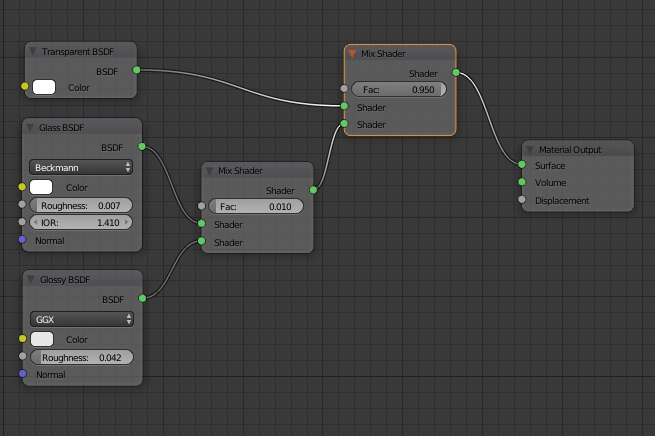 Transparent BSDF
BSDF
Color
Glass BSDF
BSDF
Beckmann
Color
Roughness: 0.007
IOR: 1.410
Normal
Glossy BSDF
BSDF
GGX
Color
Roughness: 0.042
Normal
Mix Shader
Shader
Fac: 0.010
Shader
Shader
Mix Shader
Shader
Fac: 0.950
Shader
Shader
Material Output
Surface
Volume
Displacement